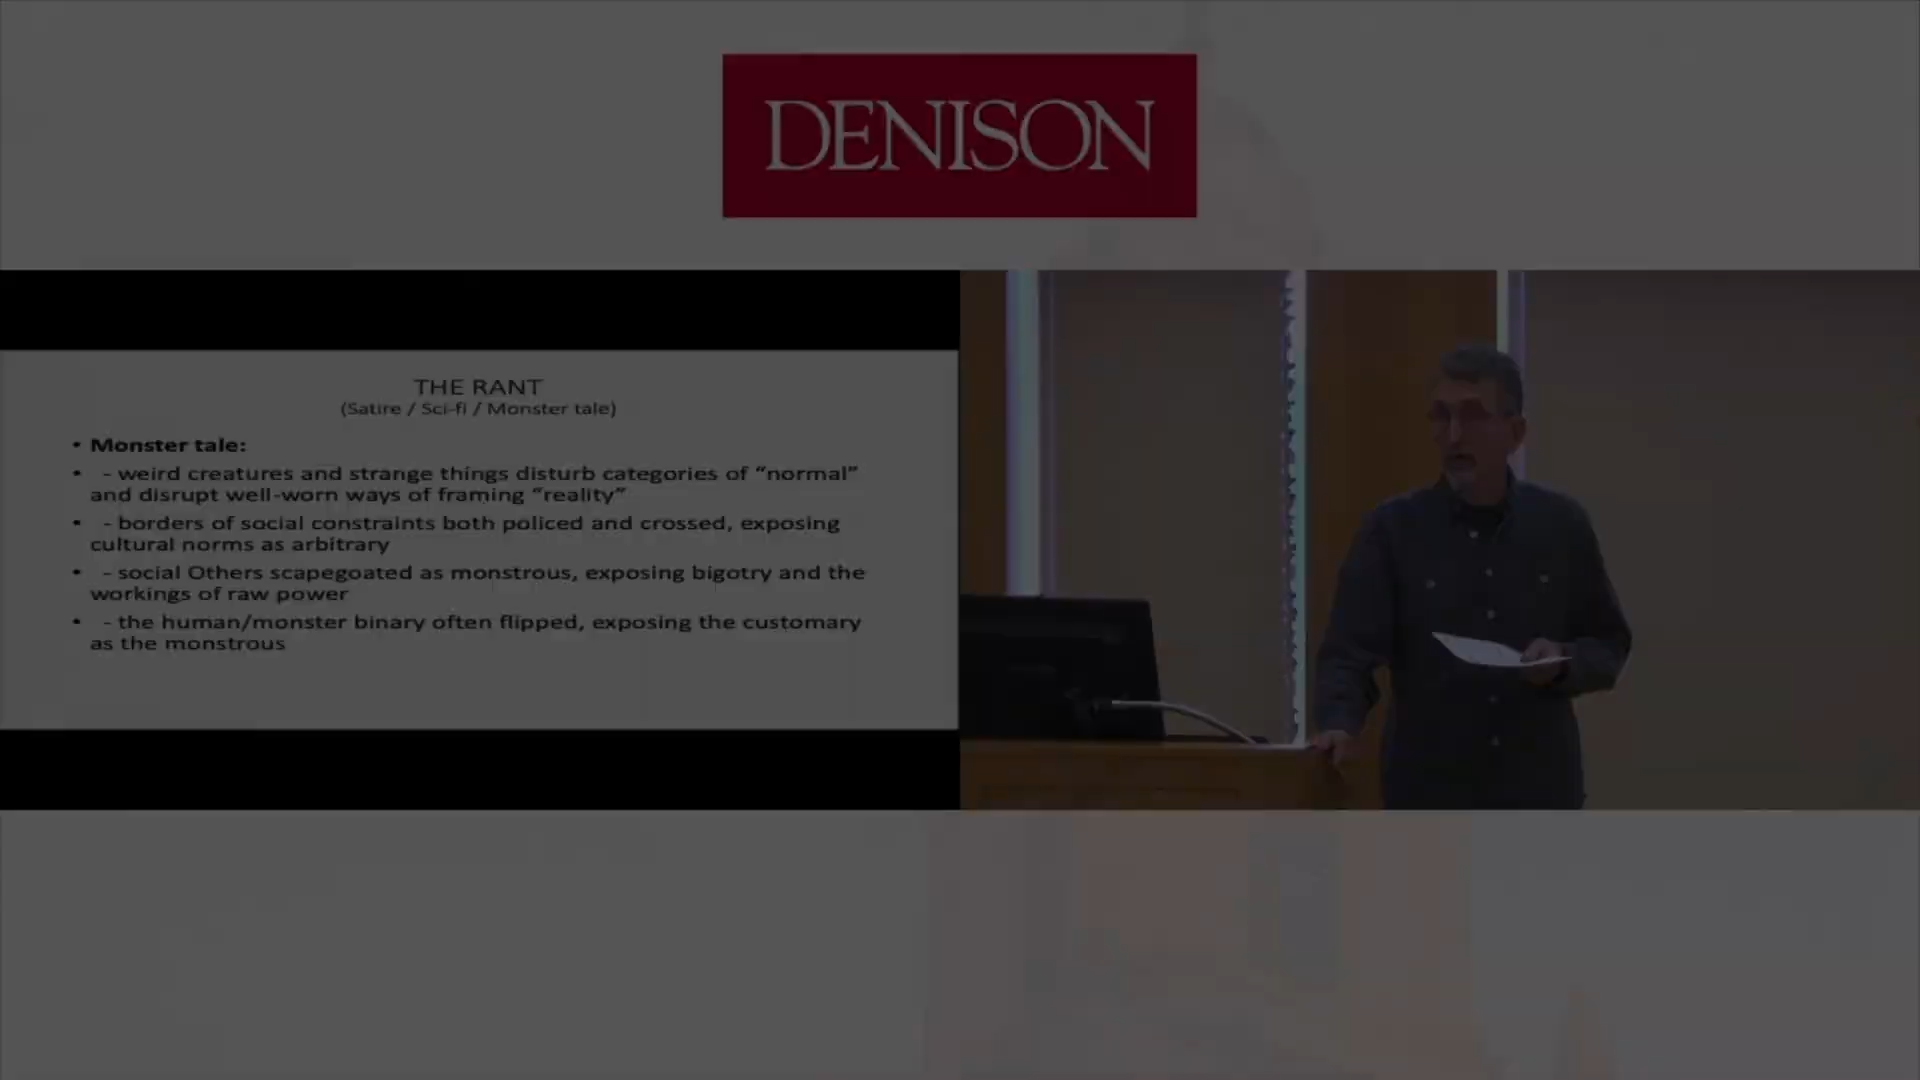 DENISON
THE RANT
(Satire / Sci-fi / Monster tale)
• Monster tale:
• - weird creatures and strange things disturb categories of “normal”
and disrupt well-worn ways of framing “reality”
• - borders of social constraints both policed and crossed, exposing
cultural norms as arbitrary
• - social Others scapegoated as monstrous, exposing bigotry and the
workings of raw power
• - the human/monster binary often flipped, exposing the customary
as the monstrous